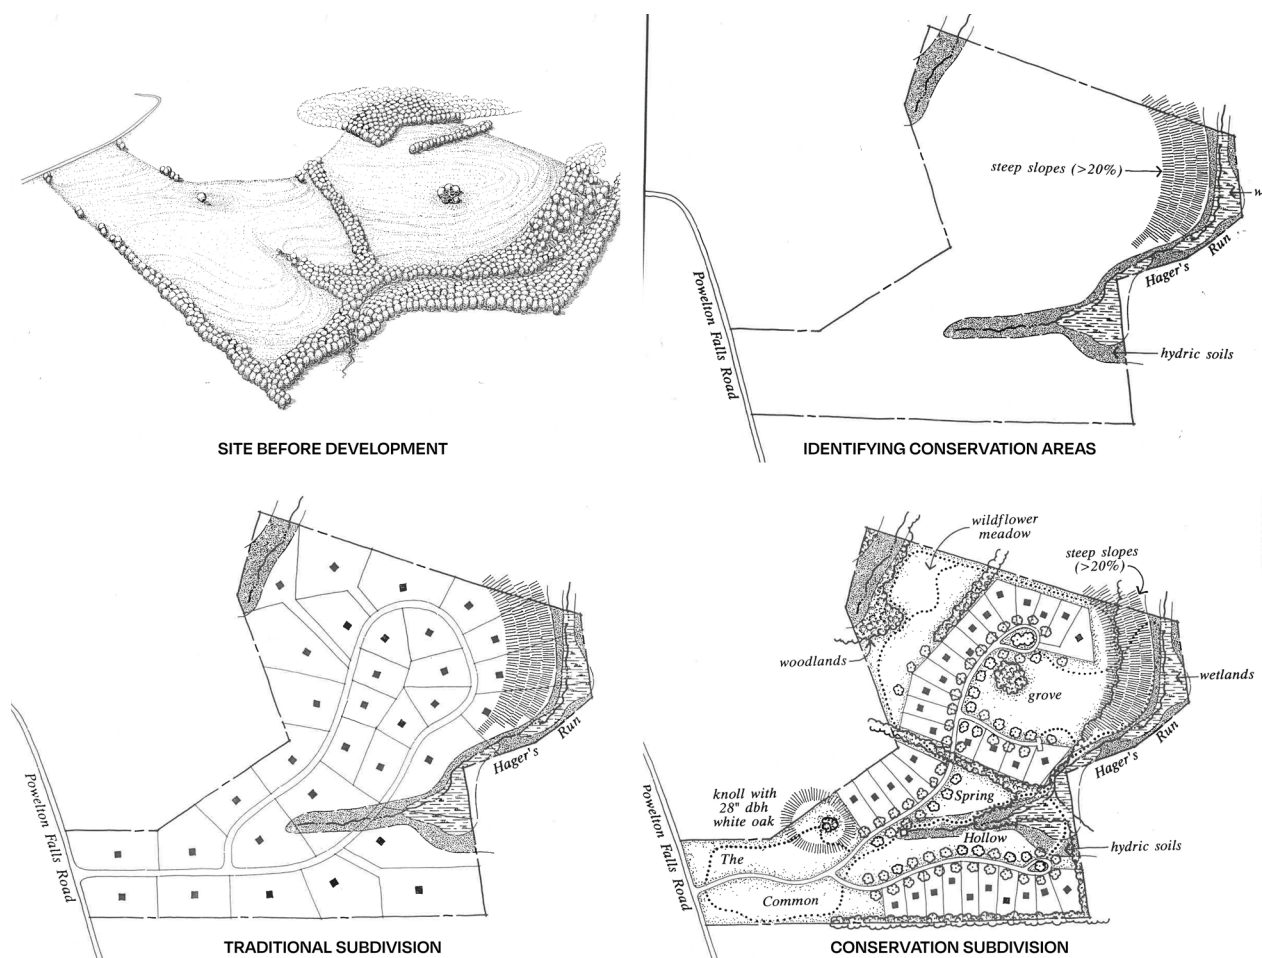 steep slopes (>20%)
Hager's Run
Powelton Falls Road
hydric soils
SITE BEFORE DEVELOPMENT
IDENTIFYING CONSERVATION AREAS
Powelton Falls Road
Hager's Run
TRADITIONAL SUBDIVISION
wildflower
meadow
steep slopes
(>20%)
woodlands
wetlands
grove
Hager's Run
knoll with
28" dbh
white oak
Spring
Hollow
hydric soils
The
Common
Powelton Falls Road
CONSERVATION SUBDIVISION